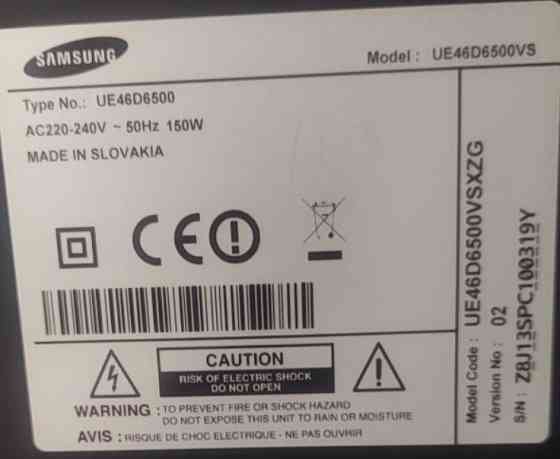 SAMSUNG
Model : UE46D6500VS
Type No.: UE46D6500
AC220-240V ~ 50Hz 150W
MADE IN SLOVAKIA
CE
CAUTION
RISK OF ELECTRIC SHOCK
DO NOT OPEN
WARNING : TO PREVENT FIRE OR SHOCK HAZARD
DO NOT EXPOSE THIS UNIT TO RAIN OR MOISTURE
AVIS : RISQUE DE CHOC ELECTRIQUE - NE PAS OUVRIR
Model Code : UE46D6500VSXZG
Version No : 02
S/N : Z8J13SPC100319Y